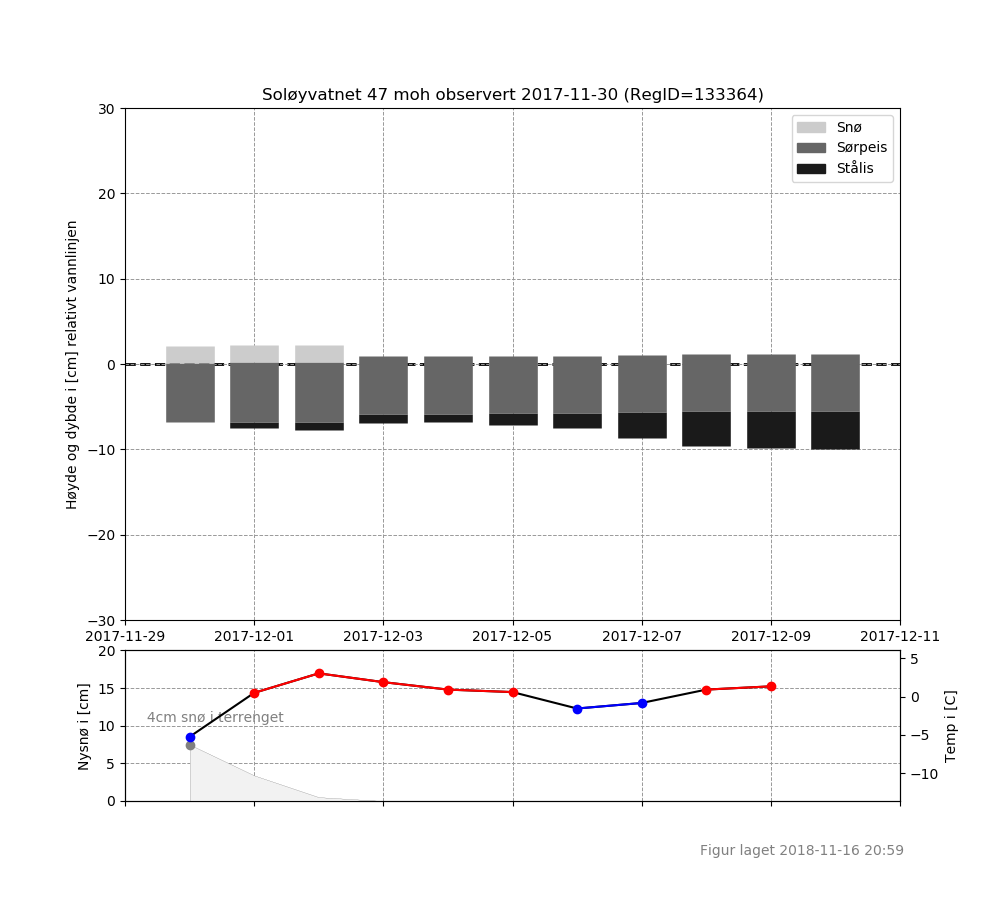 Soløyvatnet 47 moh observert 2017-11-30 (RegID=133364)
Snø
Sørpeis
Stålis
Høyde og dybde i [cm] relativt vannlinjen
30
20
10
0
−10
−20
−30
2017-11-29 2017-12-01 2017-12-03 2017-12-05 2017-12-07 2017-12-09 2017-12-11
Nysnø i [cm]
20
15
10
5
0
4cm snø i terrenget
5
0
−5
−10
Temp i [C]
Figur laget 2018-11-16 20:59